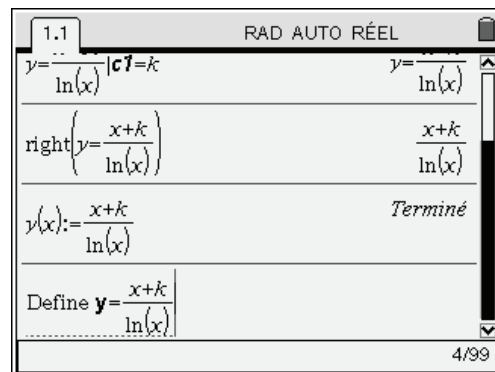 1.1 RAD AUTO RÉEL
y=/ln(x)|c1=k y=/ln(x)
right(y=(x+k)/ln(x)) (x+k)/ln(x)
y(x):=(x+k)/ln(x) Terminé
Define y=(x+k)/ln(x)
4/99